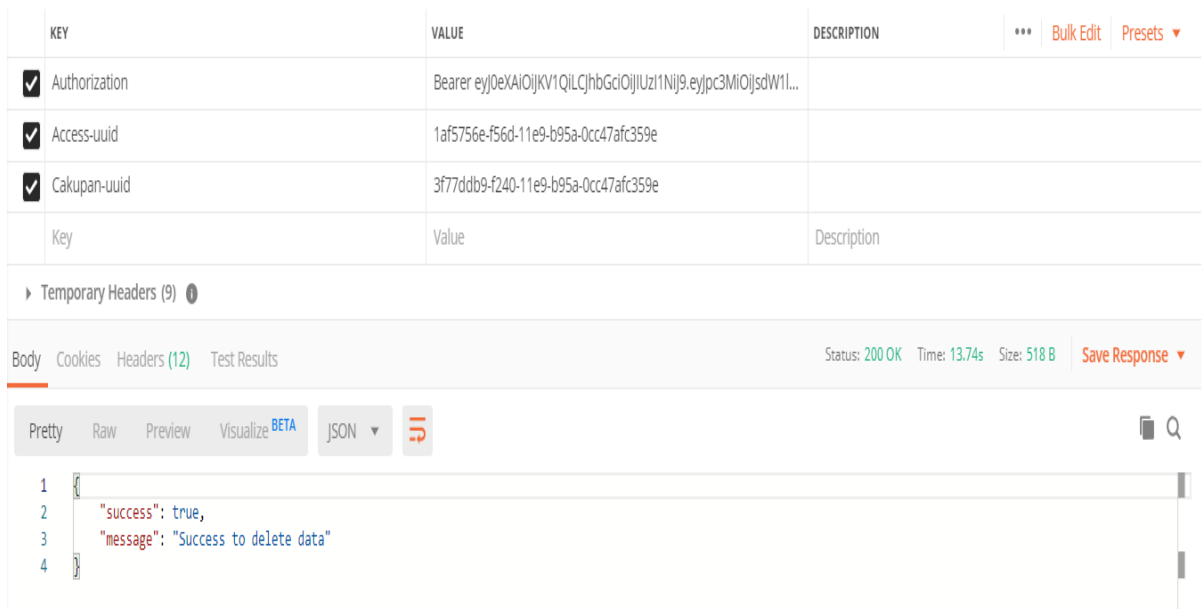 KEY VALUE DESCRIPTION ••• Bulk Edit Presets ▼
Authorization Bearer eyJ0eXAiOiJKV1QiLCJhbGciOiJIUzI1NiJ9.eyJpc3MiOiJsdW1l...
Access-uuid 1af5756e-f56d-11e9-b95a-0cc47afc359e
Cakupan-uuid 3f77ddb9-f240-11e9-b95a-0cc47afc359e
Key Value Description
Temporary Headers (9) i
Body Cookies Headers (12) Test Results Status: 200 OK Time: 13.74s Size: 518 B Save Response ▼
Pretty Raw Preview Visualize BETA JSON ▼
1 {
2 "success": true,
3 "message": "Success to delete data"
4 }